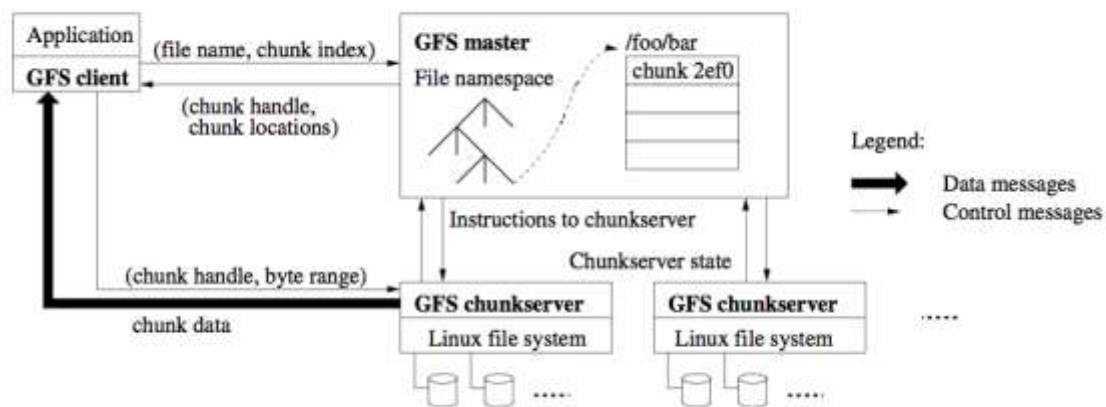 Application
GFS client
(file name, chunk index)
(chunk handle,
chunk locations)
GFS master
File namespace
/foo/bar
chunk 2ef0
Legend:
Data messages
Control messages
Instructions to chunkserver
Chunkserver state
(chunk handle, byte range)
chunk data
GFS chunkserver
Linux file system
GFS chunkserver
Linux file system